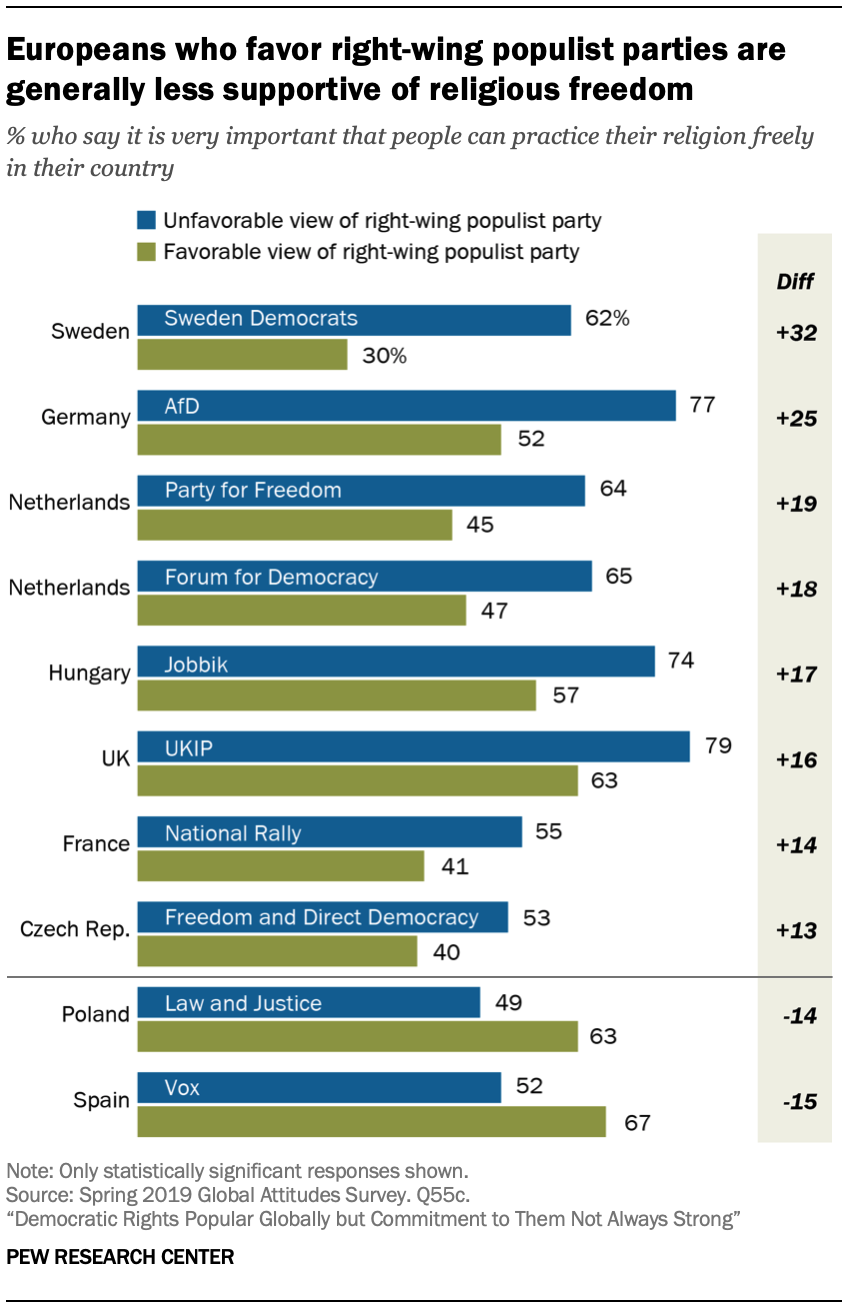 Europeans who favor right-wing populist parties are
generally less supportive of religious freedom
% who say it is very important that people can practice their religion freely
in their country
Unfavorable view of right-wing populist party
Favorable view of right-wing populist party
Diff
Sweden Sweden Democrats 62% +32
30%
Germany AfD 77 +25
52
Netherlands Party for Freedom 64 +19
45
Netherlands Forum for Democracy 65 +18
47
Hungary Jobbik 74 +17
57
UK UKIP 79 +16
63
France National Rally 55 +14
41
Czech Rep. Freedom and Direct Democracy 53 +13
40
Poland Law and Justice 49 -14
63
Spain Vox 52 -15
67
Note: Only statistically significant responses shown.
Source: Spring 2019 Global Attitudes Survey. Q55c.
“Democratic Rights Popular Globally but Commitment to Them Not Always Strong”
PEW RESEARCH CENTER